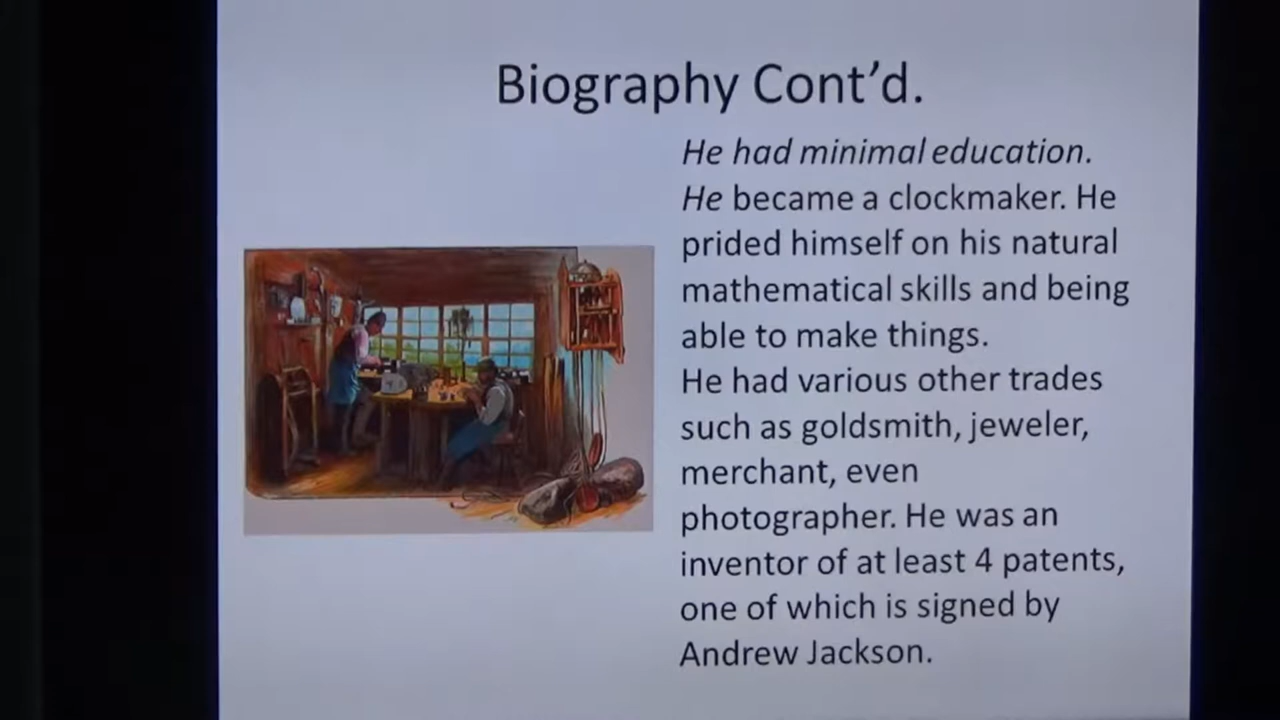 Biography Cont’d.
He had minimal education.
He became a clockmaker. He
prided himself on his natural
mathematical skills and being
able to make things.
He had various other trades
such as goldsmith, jeweler,
merchant, even
photographer. He was an
inventor of at least 4 patents,
one of which is signed by
Andrew Jackson.